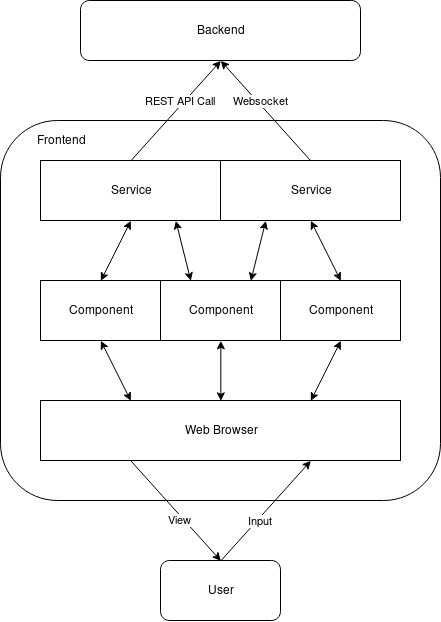 Backend
REST API Call
Websocket
Frontend
Service
Service
Component
Component
Component
Web Browser
View
Input
User